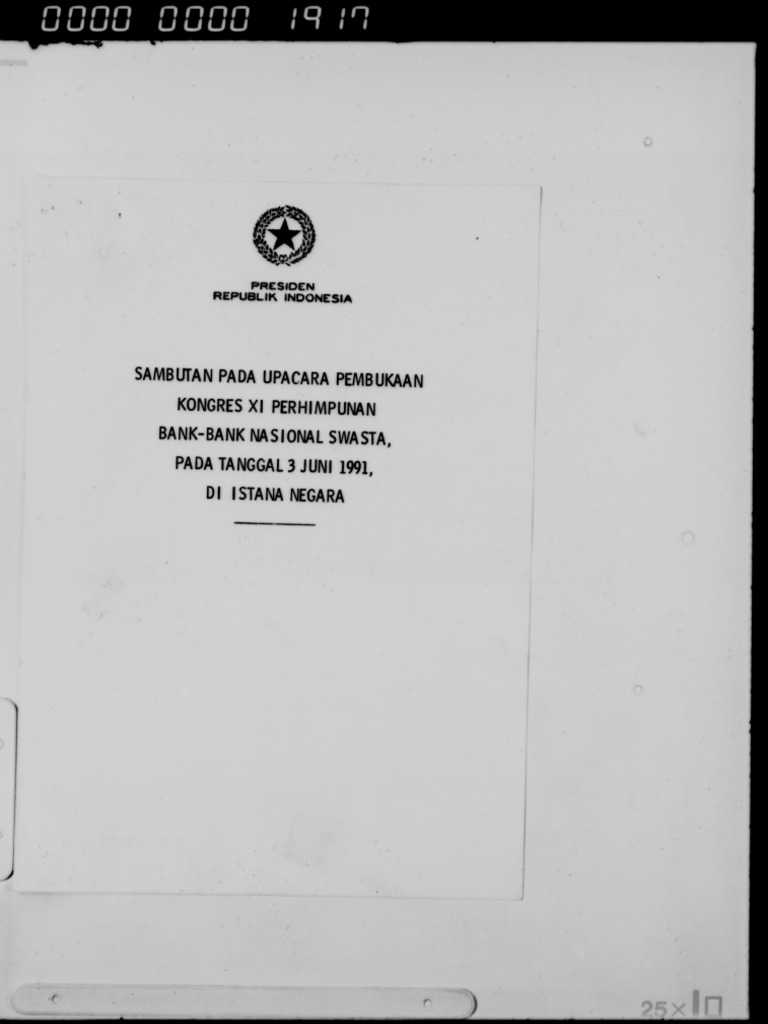 0000 0000 1917
PRESIDEN
REPUBLIK INDONESIA
SAMBUTAN PADA UPACARA PEMBUKAAN
KONGRES XI PERHIMPUNAN
BANK-BANK NASIONAL SWASTA,
PADA TANGGAL 3 JUNI 1991,
DI ISTANA NEGARA
25×